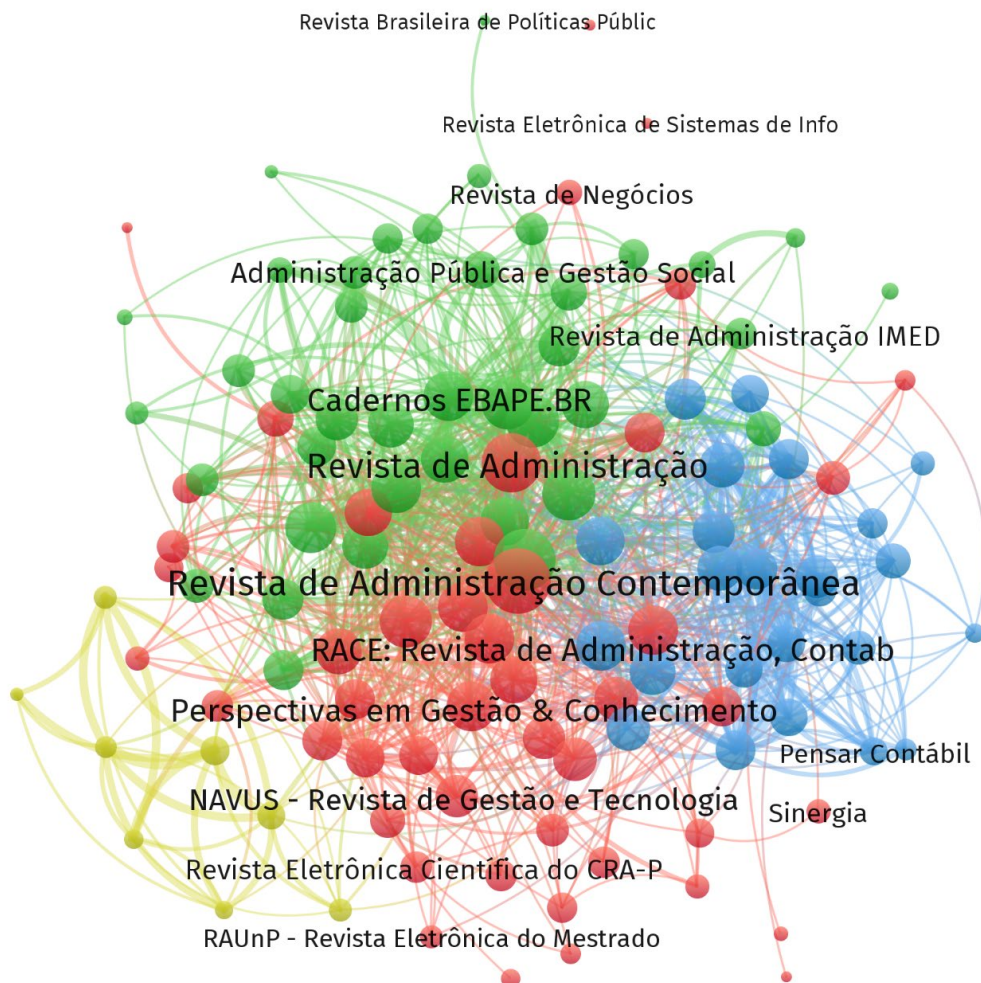 Revista Brasileira de Políticas Públic
Revista Eletrônica de Sistemas de Info
Revista de Negócios
Administração Pública e Gestão Social
Revista de Administração IMED
Cadernos EBAPE.BR
Revista de Administração
Revista de Administração Contemporânea
RACE: Revista de Administração, Contab
Perspectivas em Gestão & Conhecimento
Pensar Contábil
NAVUS - Revista de Gestão e Tecnologia
Sinergia
Revista Eletrônica Científica do CRA-P
RAUnP - Revista Eletrônica do Mestrado